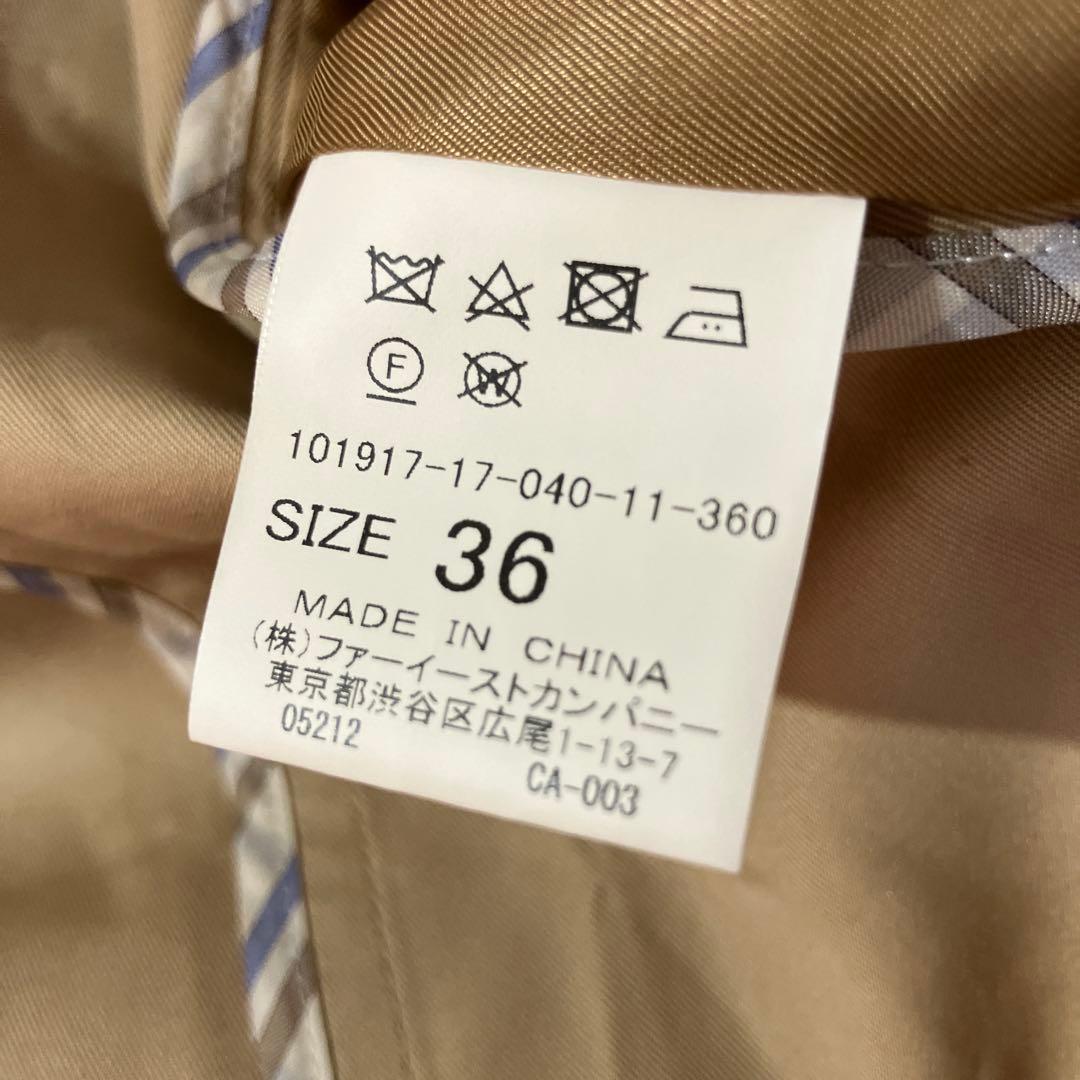 F
W
101917-17-040-11-360
SIZE 36
MADE IN CHINA
(株)ファーイーストカンパニー
東京都渋谷区広尾1-13-7
05212
CA-003